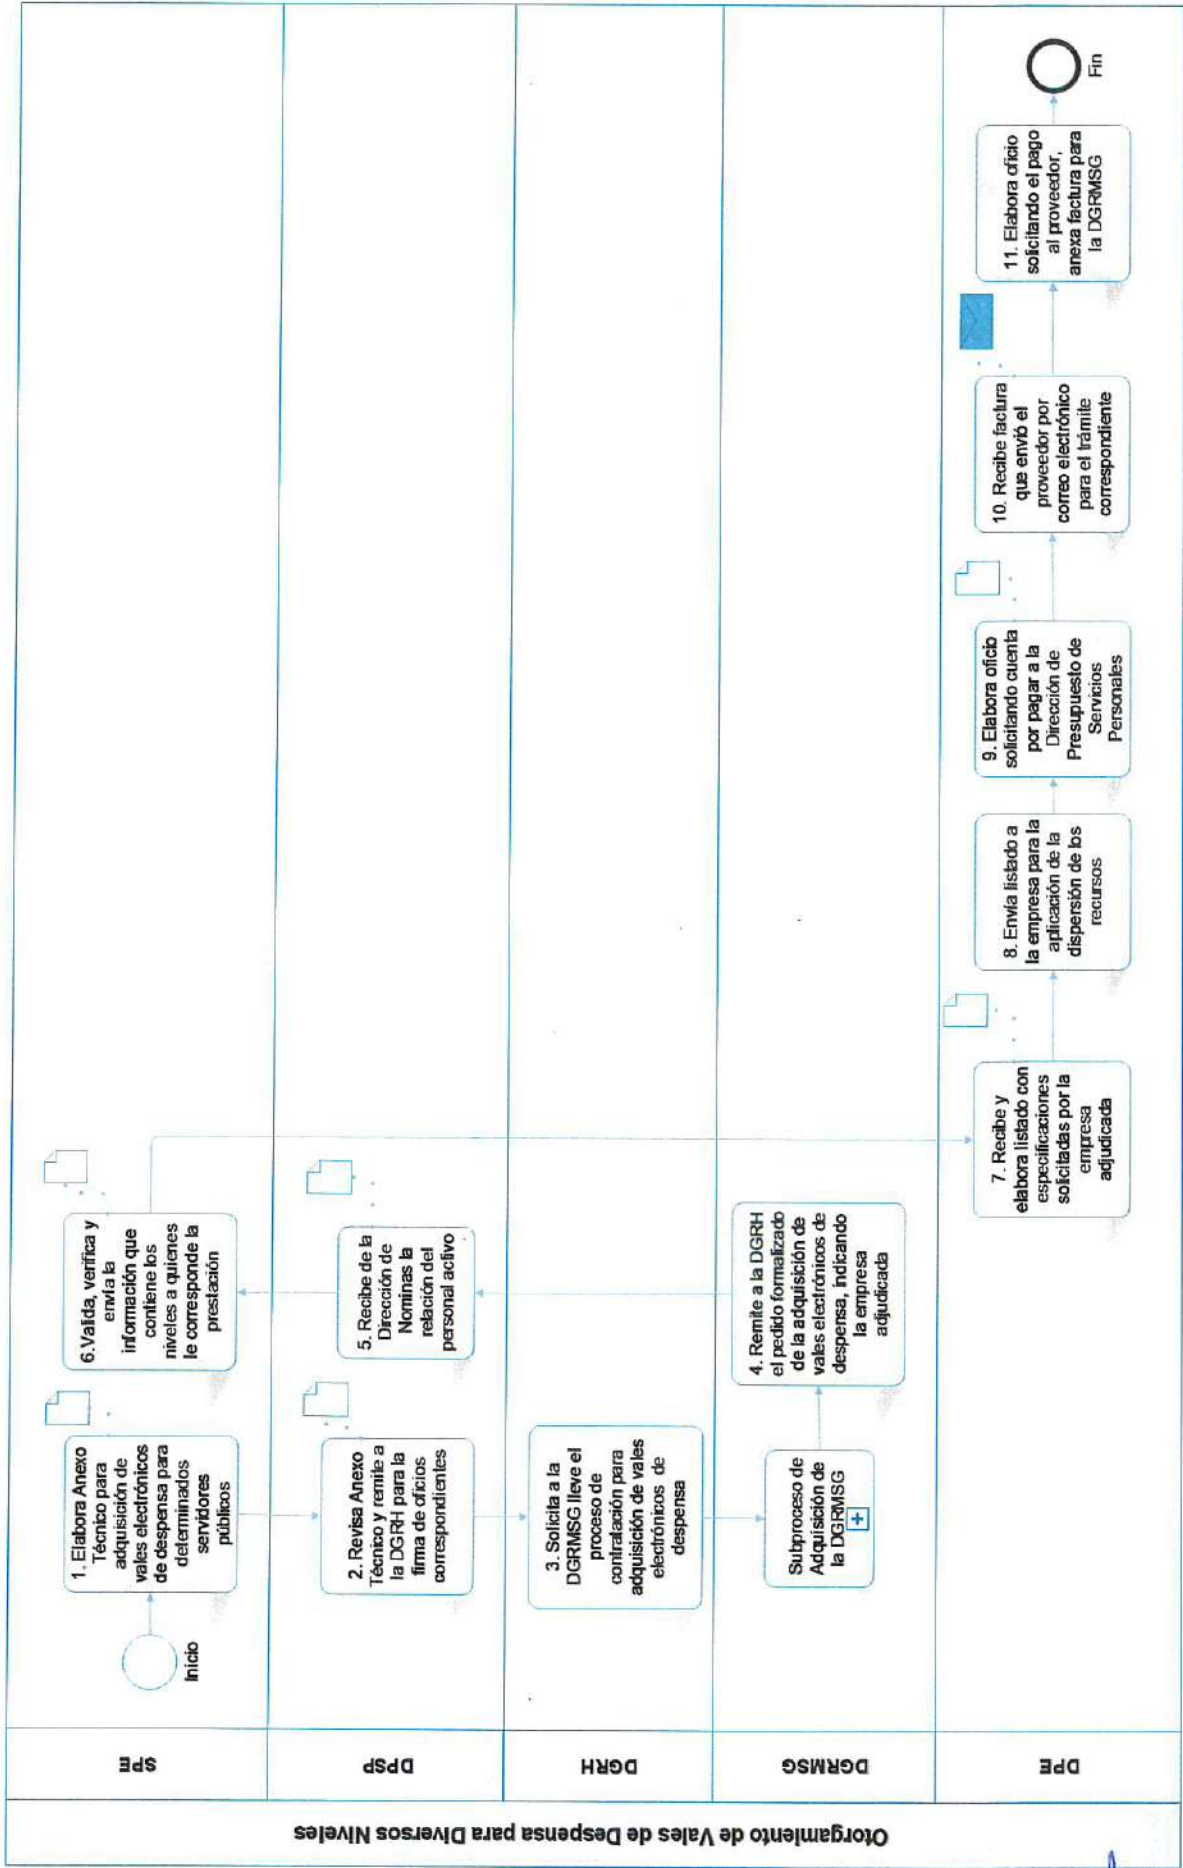 Otorgamiento de Vales de Despensa para Diversos Niveles
SPE
Inicio
1. Elabora Anexo
Técnico para
adquisición de
vales electrónicos
de despensa para
determinados
servidores
públicos
6.Valida, verifica y
envía la
información que
contiene los
niveles a quienes
le corresponde la
prestación
DPSP
2. Revisa Anexo
Técnico y remite a
la DGRH para la
firma de oficios
correspondientes
5. Recibe de la
Dirección de
Nominas la
relación del
personal activo
DGRH
3. Solicita a la
DGRMSG lleve el
proceso de
contratación para
adquisición de vales
electrónicos de
despensa
DGRMSG
Subproceso de
Adquisición de
la DGRMSG
4. Remite a la DGRH
el pedido formalizado
de la adquisición de
vales electrónicos de
despensa, indicando
la empresa
adjudicada
DPE
7. Recibe y
elabora listado con
especificaciones
solicitadas por la
empresa
adjudicada
8. Envía listado a
la empresa para la
aplicación de la
dispersión de los
recursos
9. Elabora oficio
solicitando cuenta
por pagar a la
Dirección de
Presupuesto de
Servicios
Personales
10. Recibe factura
que envió el
proveedor por
correo electrónico
para el trámite
correspondiente
11. Elabora oficio
solicitando el pago
al proveedor,
anexa factura para
la DGRMSG
Fin